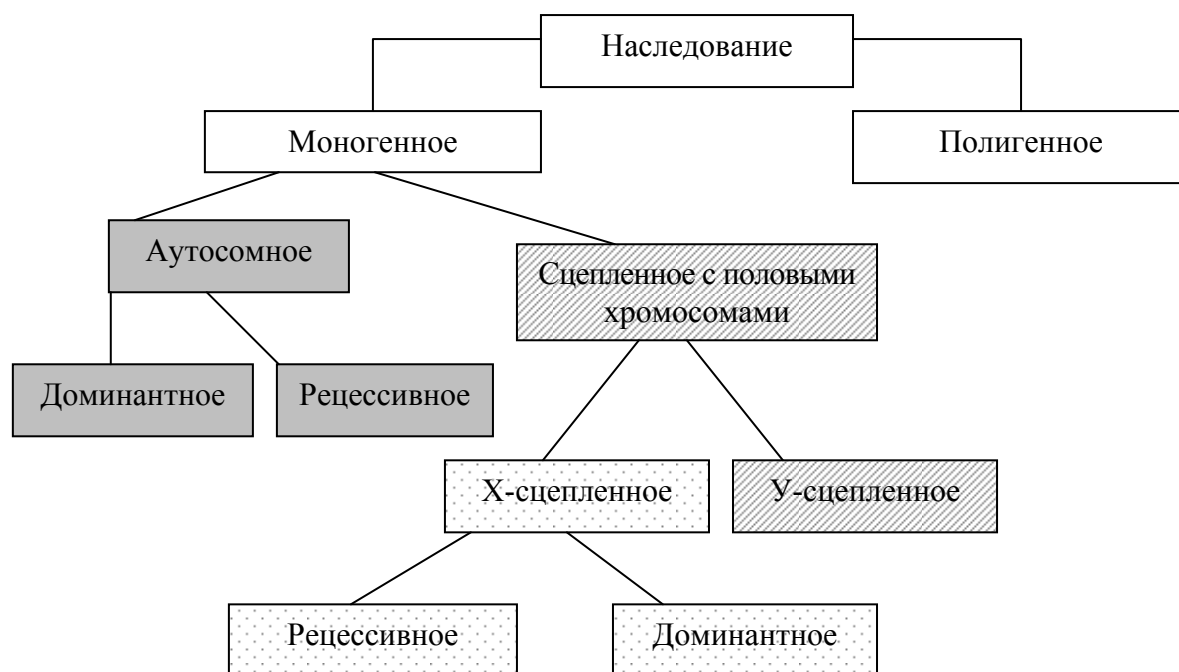 Наследование
Моногенное
Полигенное
Аутосомное
Сцепленное с половыми
хромосомами
Доминантное
Рецессивное
Х-сцепленное
У-сцепленное
Рецессивное
Доминантное